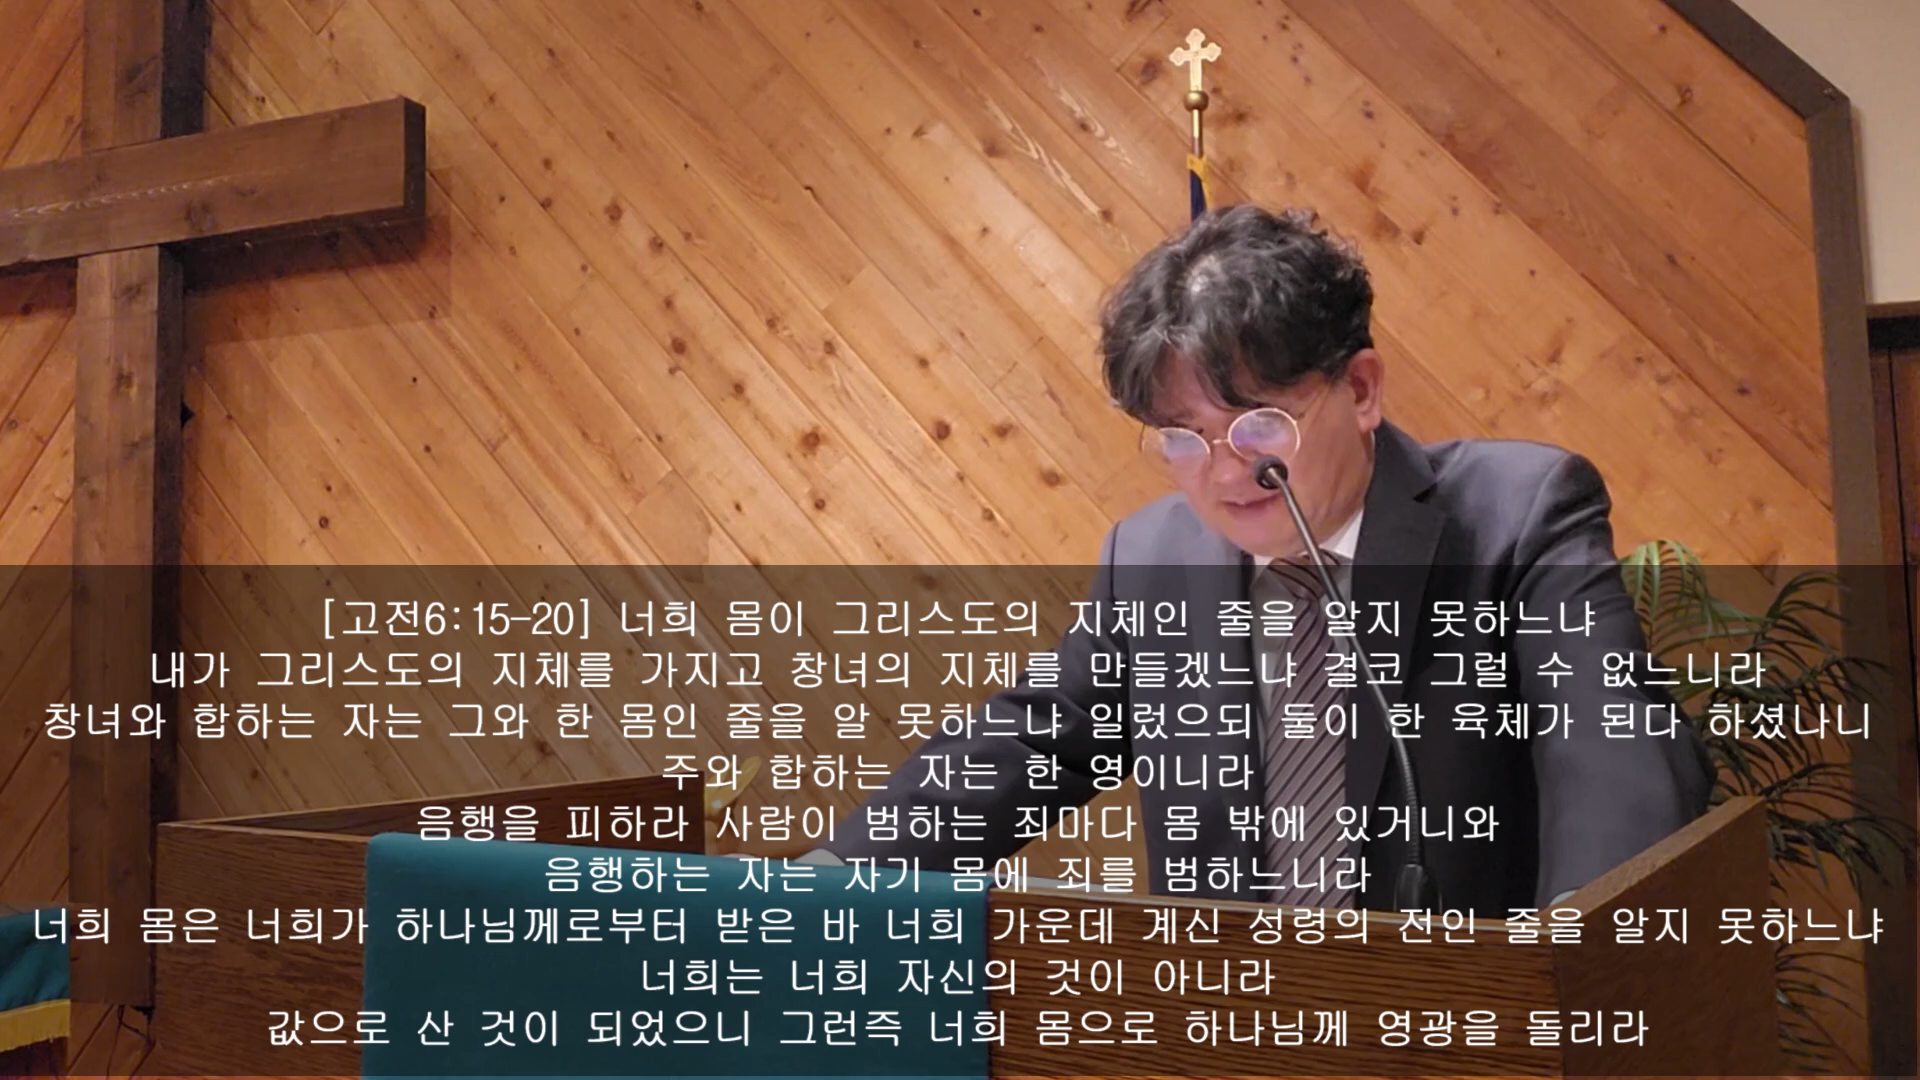 [고전6:15-20] 너희 몸이 그리스도의 지체인 줄을 알지 못하느냐
내가 그리스도의 지체를 가지고 창녀의 지체를 만들겠느냐 결코 그럴 수 없느니라
창녀와 합하는 자는 그와 한 몸인 줄을 알 못하느냐 일렀으되 둘이 한 육체가 된다 하셨나니
주와 합하는 자는 한 영이니라
음행을 피하라 사람이 범하는 죄마다 몸 밖에 있거니와
음행하는 자는 자기 몸에 죄를 범하느니라
너희 몸은 너희가 하나님께로부터 받은 바 너희 가운데 계신 성령의 전인 줄을 알지 못하느냐
너희는 너희 자신의 것이 아니라
값으로 산 것이 되었으니 그런즉 너희 몸으로 하나님께 영광을 돌리라